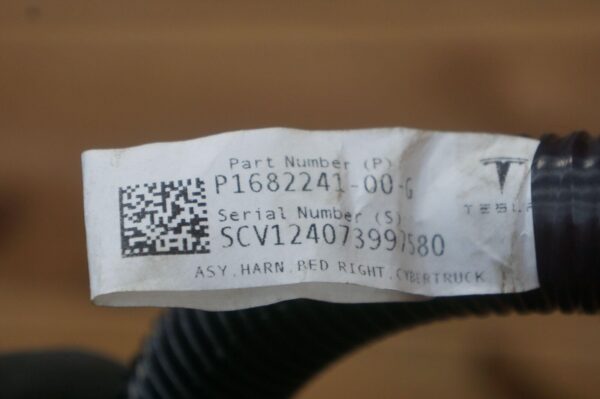 Part Number (P)
P1682241-00-G
Serial Number (S)
SCV124073997580
ASY,HARN,BED RIGHT,CYBERTRUCK
TESLA